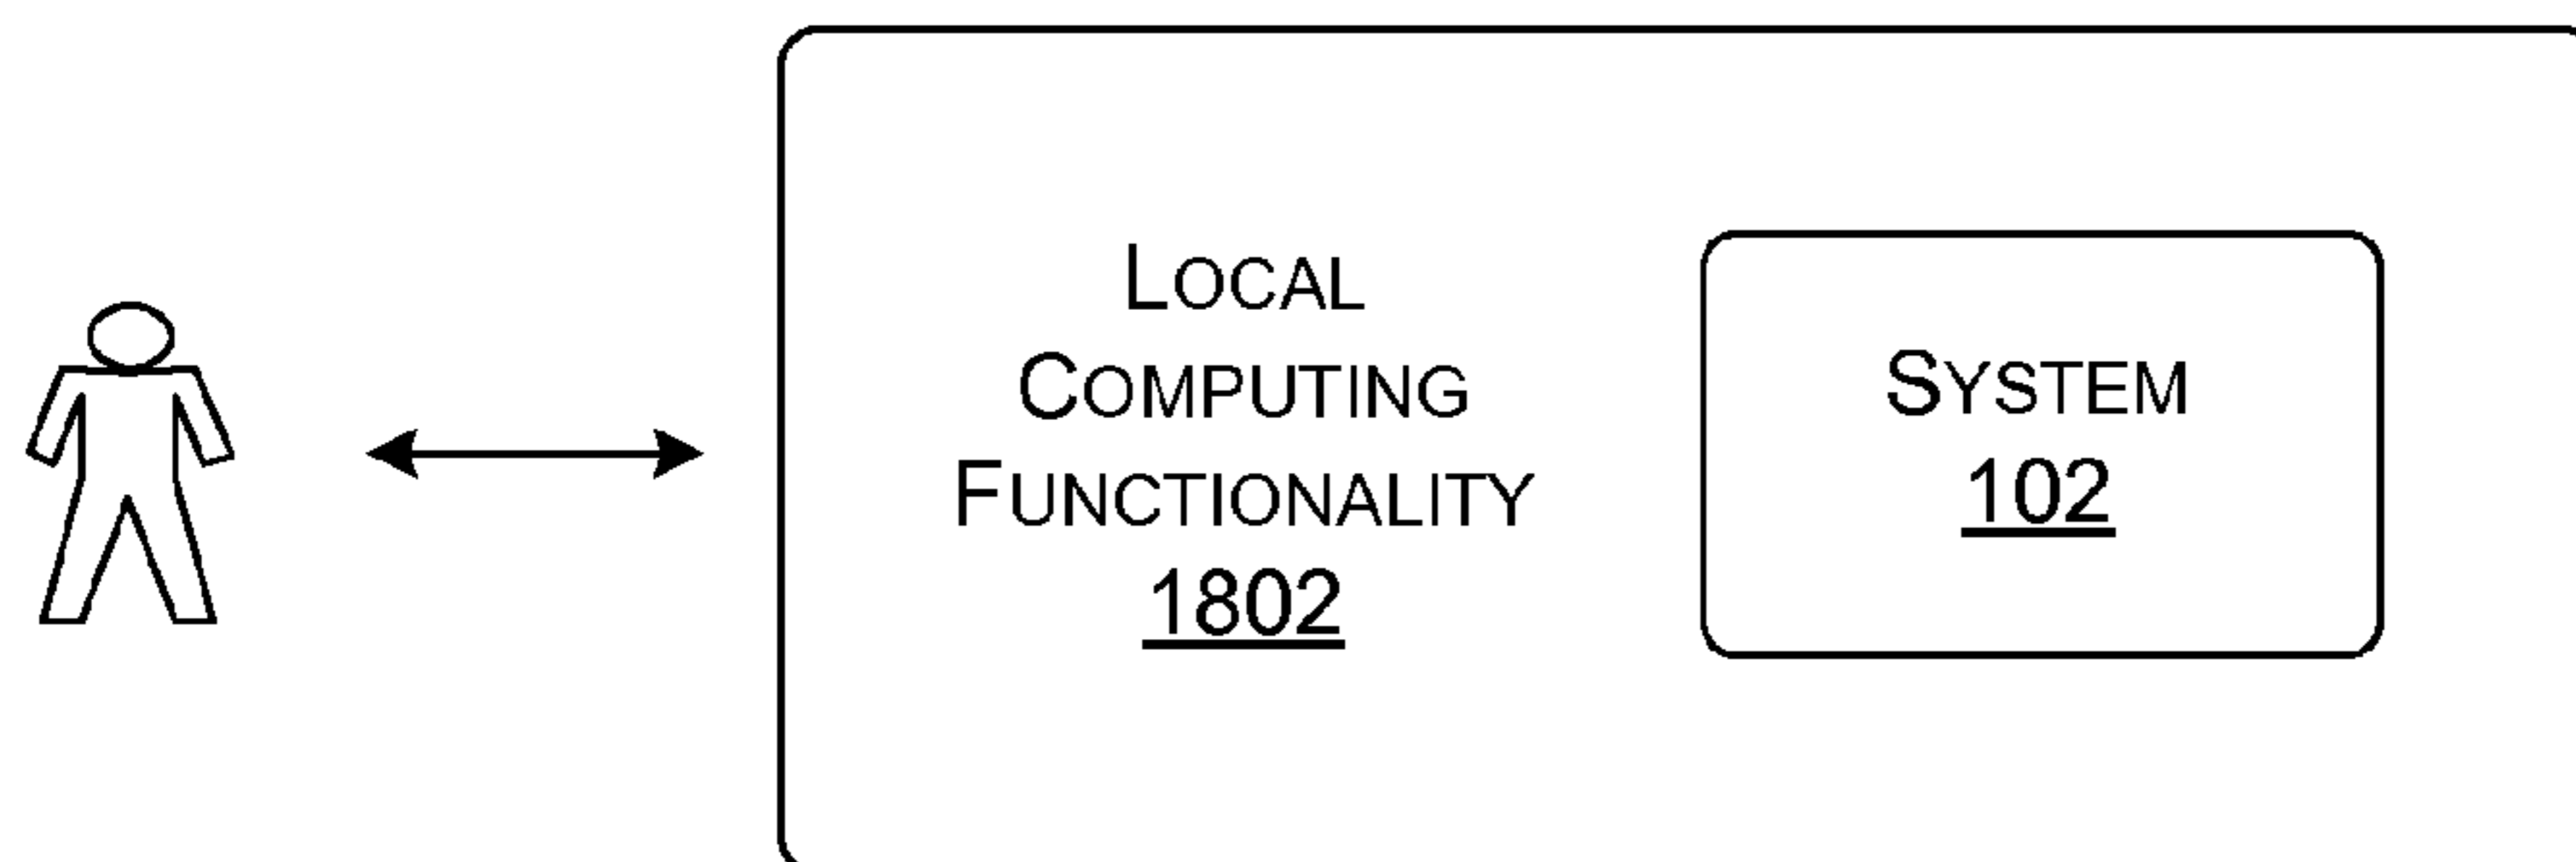 LOCAL
COMPUTING
FUNCTIONALITY
1802
SYSTEM
102